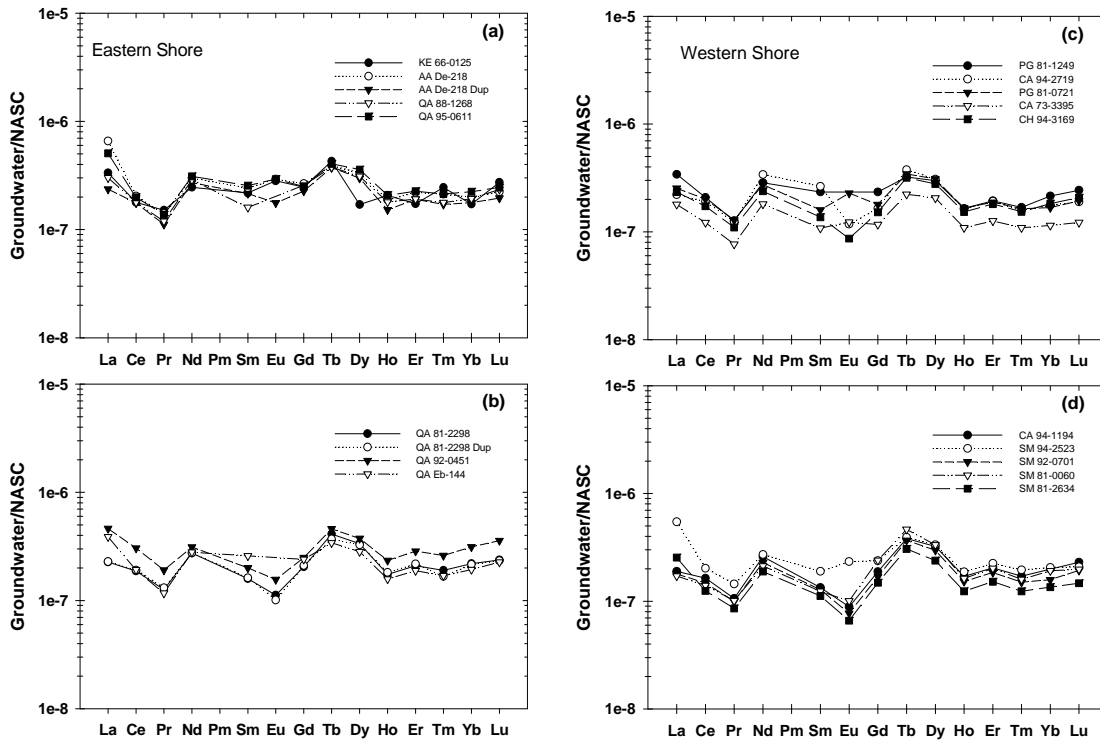 (a)
Eastern Shore
Groundwater/NASC
1e-5
1e-6
1e-7
1e-8
KE 66-0125
AA De-218
AA De-218 Dup
QA 88-1268
QA 95-0611
La Ce Pr Nd Pm Sm Eu Gd Tb Dy Ho Er Tm Yb Lu
(c)
Western Shore
Groundwater/NASC
1e-5
1e-6
1e-7
1e-8
PG 81-1249
CA 94-2719
PG 81-0721
CA 73-3395
CH 94-3169
La Ce Pr Nd Pm Sm Eu Gd Tb Dy Ho Er Tm Yb Lu
(b)
Groundwater/NASC
1e-5
1e-6
1e-7
1e-8
QA 81-2298
QA 81-2298 Dup
QA 92-0451
QA Eb-144
La Ce Pr Nd Pm Sm Eu Gd Tb Dy Ho Er Tm Yb Lu
(d)
Groundwater/NASC
1e-5
1e-6
1e-7
1e-8
CA 94-1194
SM 94-2523
SM 92-0701
SM 81-0060
SM 81-2634
La Ce Pr Nd Pm Sm Eu Gd Tb Dy Ho Er Tm Yb Lu